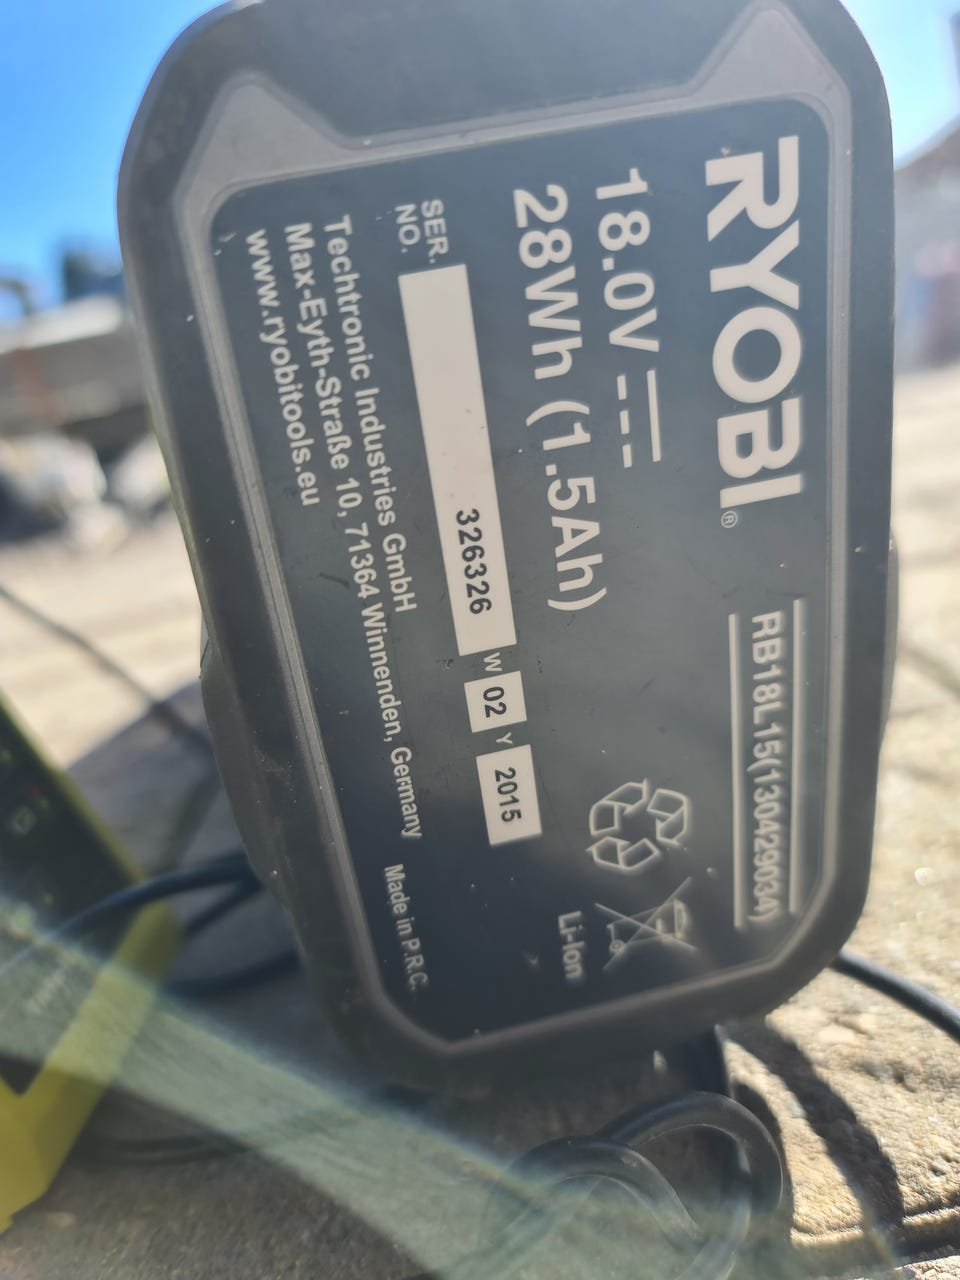 RYOBI®
RB18L15(130429034)
18.0V
28Wh (1.5Ah)
Li-Ion
SER. NO. 326326 W 02 Y 2015
Techtronic Industries GmbH
Max-Eyth-Straße 10, 71364 Winnenden, Germany Made in P.R.C.
www.ryobitools.eu